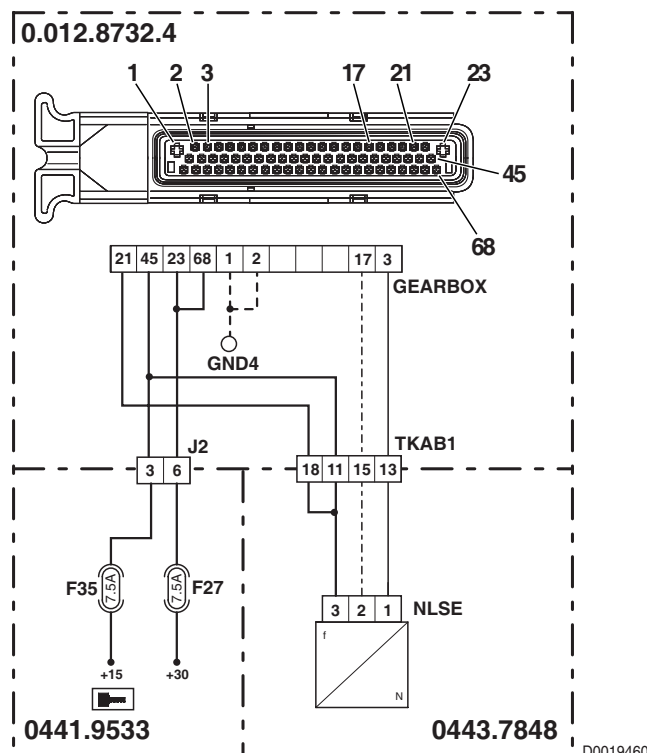 0.012.8732.4
1 2 3 17 21 23
45
68
21 45 23 68 1 2 17 3
GEARBOX
GND4
J2
TKAB1
3 6
18 11 15 13
F35 7.5A 7.5A F27
3 2 1 NLSE
f
N
+15 +30
0441.9533
0443.7848
D0019460